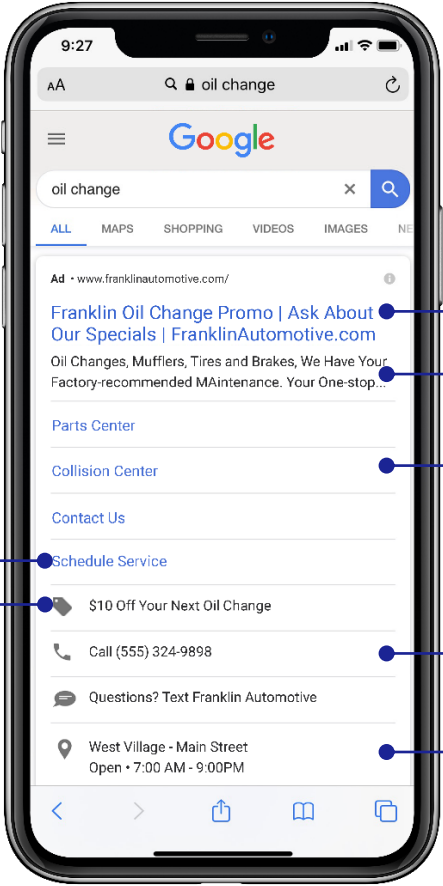 9:27
AA oil change
Google
oil change
ALL MAPS SHOPPING VIDEOS IMAGES NE
Ad • www.franklinautomotive.com/
Franklin Oil Change Promo | Ask About
Our Specials | FranklinAutomotive.com
Oil Changes, Mufflers, Tires and Brakes, We Have Your
Factory-recommended MAintenance. Your One-stop...
Parts Center
Collision Center
Contact Us
Schedule Service
$10 Off Your Next Oil Change
Call (555) 324-9898
Questions? Text Franklin Automotive
West Village - Main Street
Open • 7:00 AM - 9:00PM